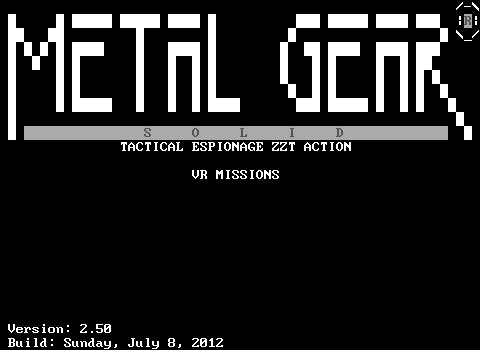 METAL GEAR R
S O L I D
TACTICAL ESPIONAGE ZZT ACTION
VR MISSIONS
Version: 2.50
Build: Sunday, July 8, 2012